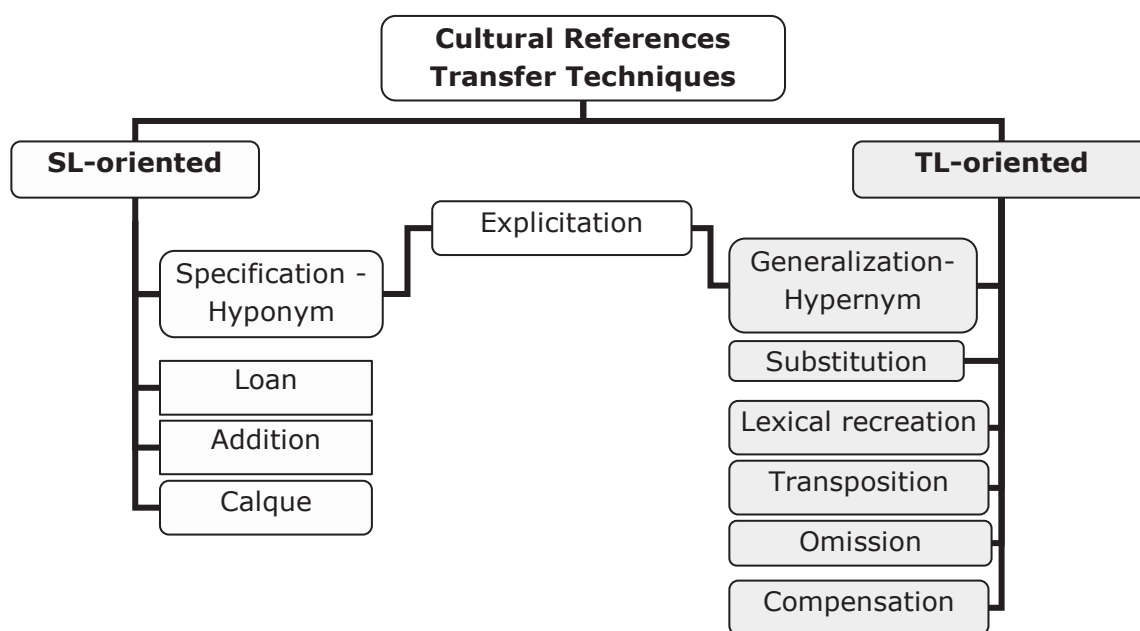 Cultural References
Transfer Techniques
SL-oriented
TL-oriented
Explicitation
Specification -
Hyponym
Generalization-
Hypernym
Loan
Addition
Calque
Substitution
Lexical recreation
Transposition
Omission
Compensation